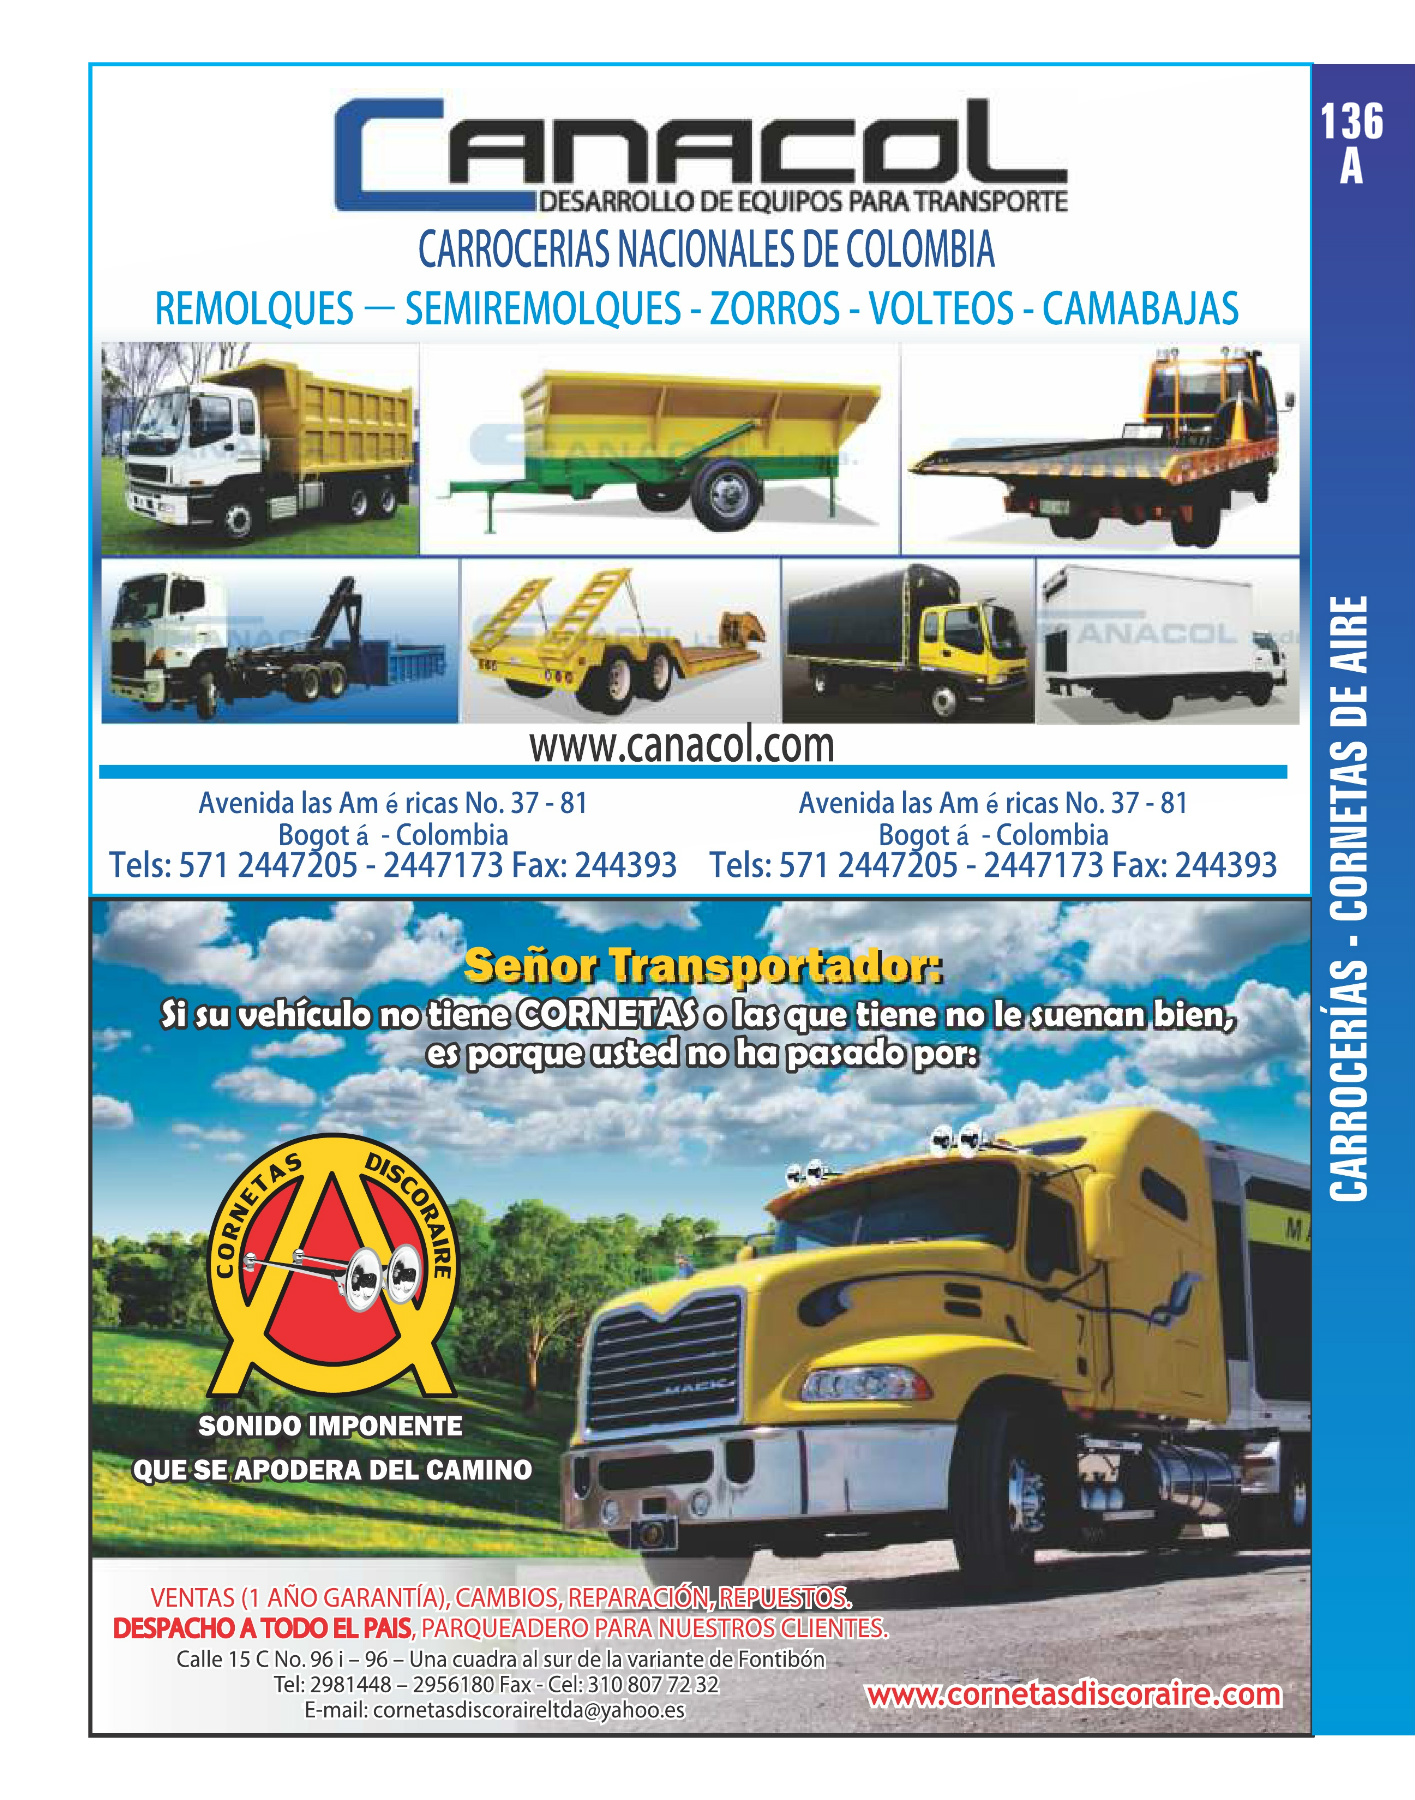 CANACOL
DESARROLLO DE EQUIPOS PARA TRANSPORTE
CARROCERIAS NACIONALES DE COLOMBIA
REMOLQUES — SEMIREMOLQUES - ZORROS - VOLTEOS - CAMABAJAS
www.canacol.com
Avenida las Am é ricas No. 37 - 81
Bogot á - Colombia
Tels: 571 2447205 - 2447173 Fax: 244393
Avenida las Am é ricas No. 37 - 81
Bogot á - Colombia
Tels: 571 2447205 - 2447173 Fax: 244393
136
A
CARROCERÍAS - CORNETAS DE AIRE
Señor Transportador:
Si su vehículo no tiene CORNETAS o las que tiene no le suenan bien,
es porque usted no ha pasado por:
CORNETAS DISCORAIRE
SONIDO IMPONENTE
QUE SE APODERA DEL CAMINO
MACK
VENTAS (1 AÑO GARANTÍA), CAMBIOS, REPARACIÓN, REPUESTOS.
DESPACHO A TODO EL PAIS, PARQUEADERO PARA NUESTROS CLIENTES.
Calle 15 C No. 96 i – 96 – Una cuadra al sur de la variante de Fontibón
Tel: 2981448 – 2956180 Fax - Cel: 310 807 72 32
E-mail: cornetasdiscoraireltda@yahoo.es
www.cornetasdiscoraire.com